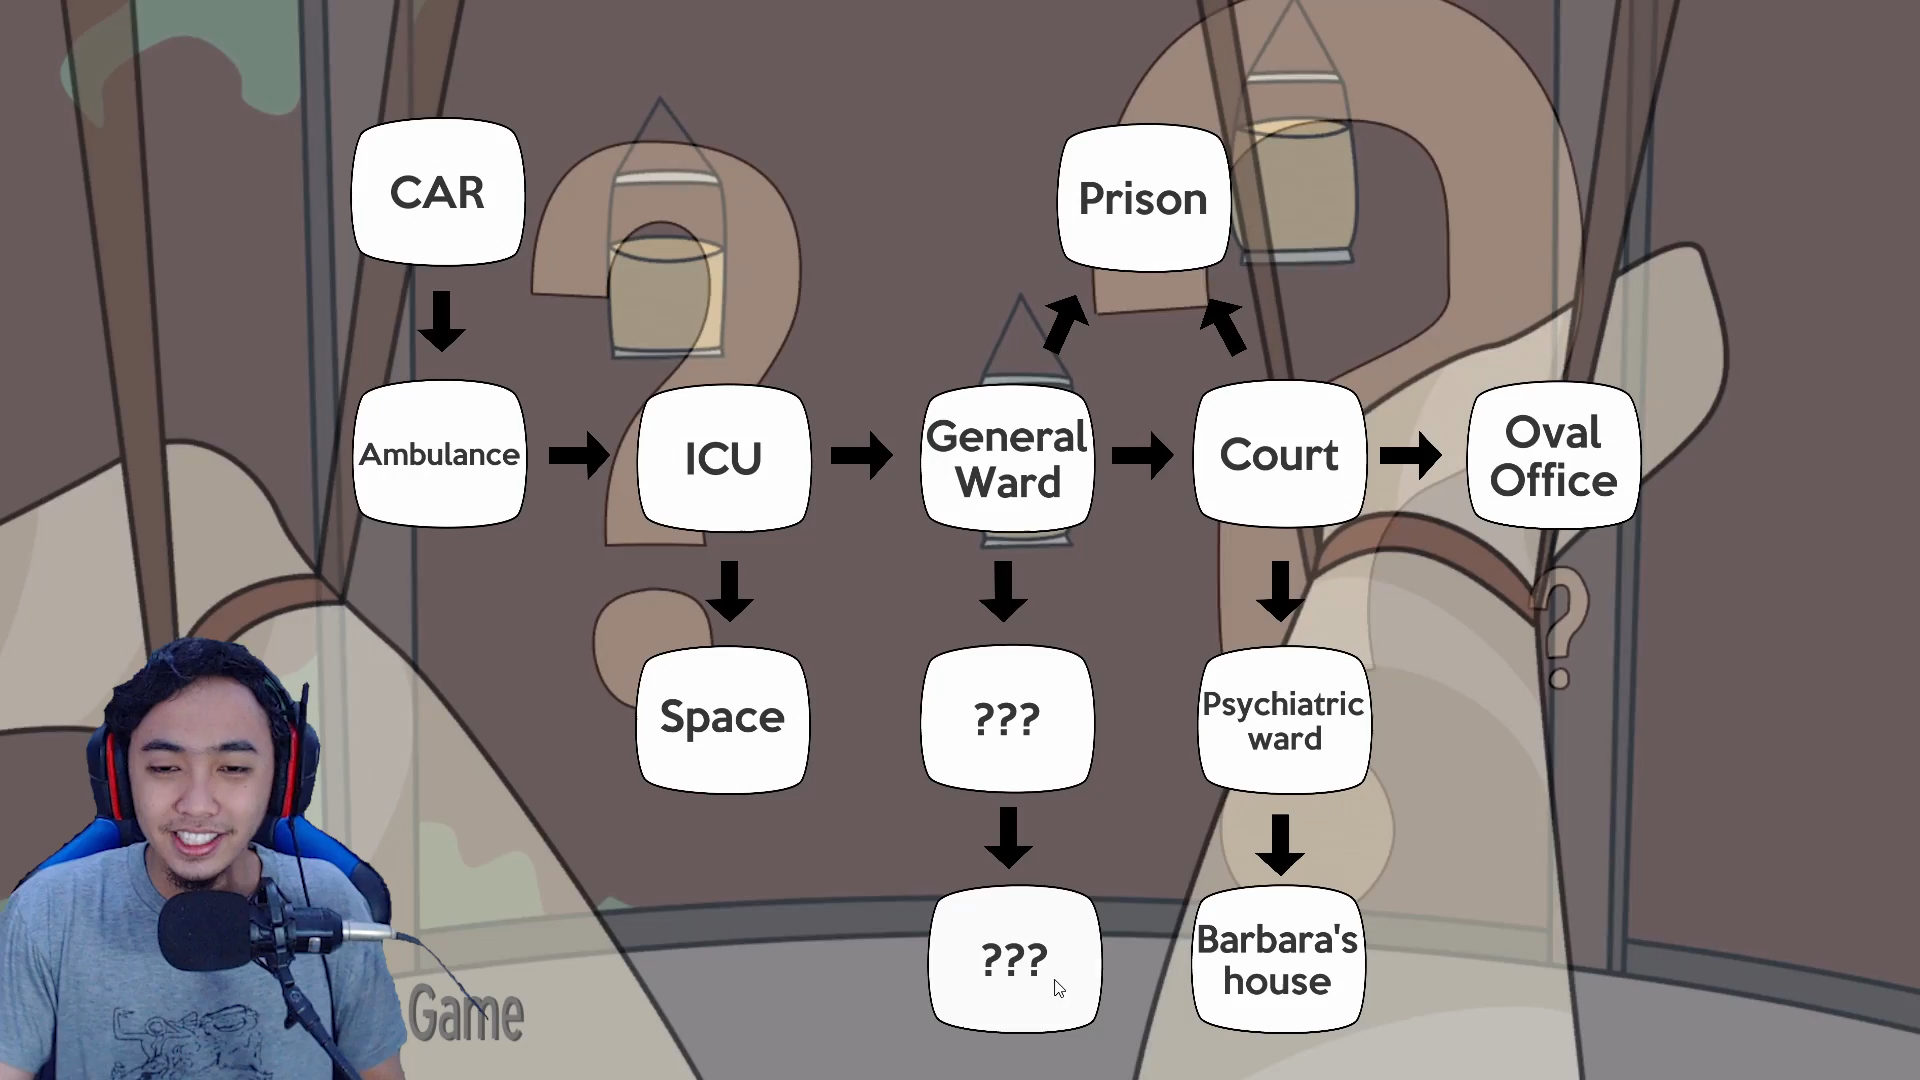 CAR
Prison
Ambulance
ICU
General
Ward
Court
Oval
Office
?
?
?
Space
???
Psychiatric
ward
???
Barbara's
house
Game